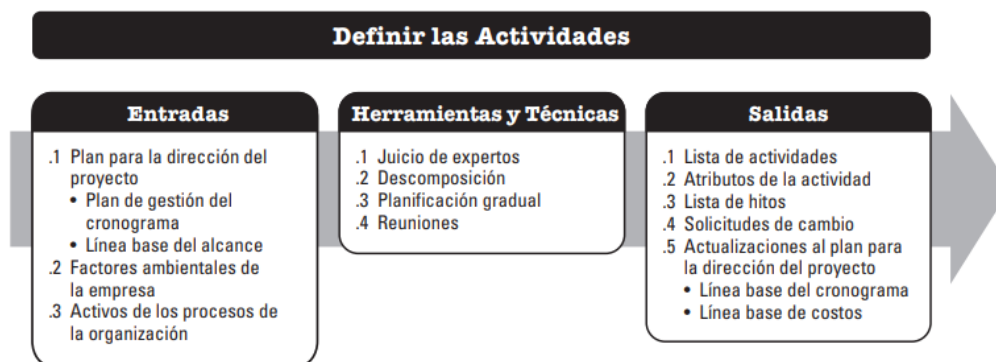 Definir las Actividades
Entradas
.1 Plan para la dirección del
proyecto
• Plan de gestión del
cronograma
• Línea base del alcance
.2 Factores ambientales de
la empresa
.3 Activos de los procesos de
la organización
Herramientas y Técnicas
.1 Juicio de expertos
.2 Descomposición
.3 Planificación gradual
.4 Reuniones
Salidas
.1 Lista de actividades
.2 Atributos de la actividad
.3 Lista de hitos
.4 Solicitudes de cambio
.5 Actualizaciones al plan para
la dirección del proyecto
• Línea base del cronograma
• Línea base de costos